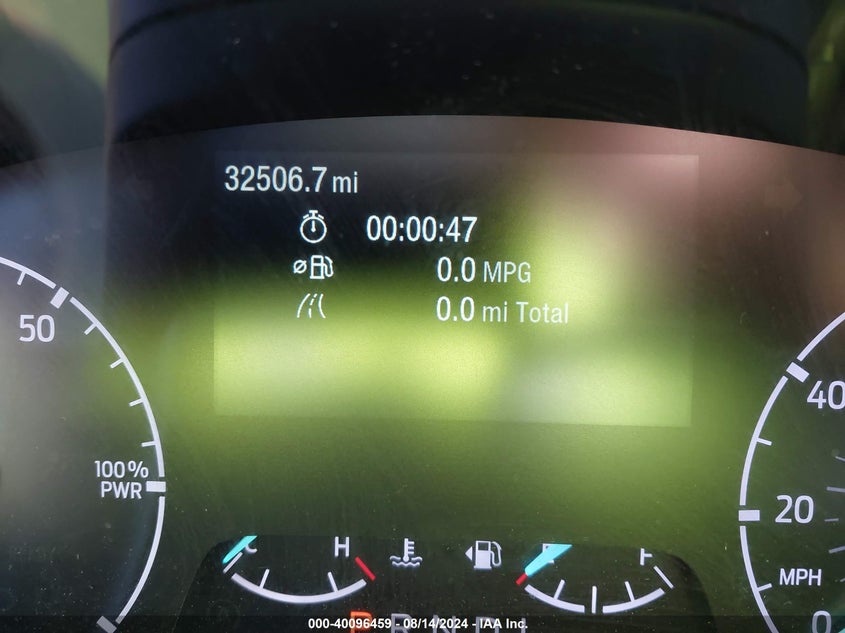 32506.7 mi
00:00:47
0.0 MPG
0.0 mi Total
50
100%
PWR
40
20
MPH
0
C H
E F
P R N D L
000-40096459 - 08/14/2024 - IAA Inc.